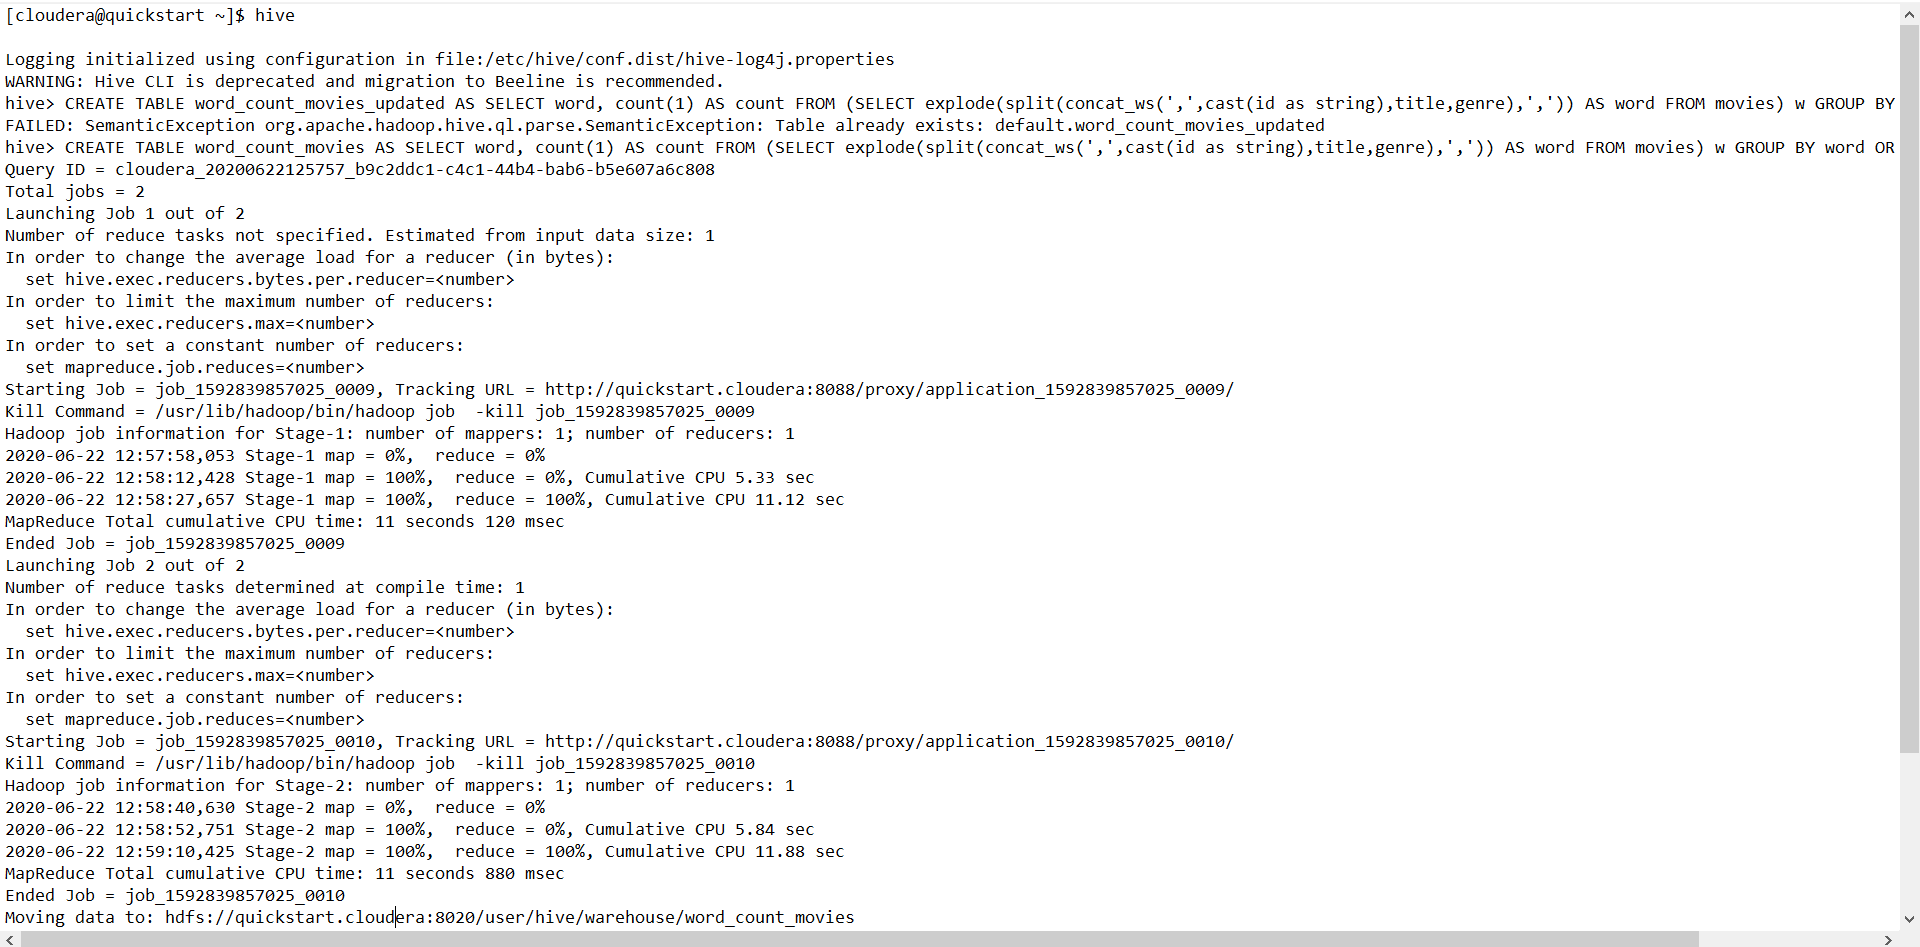 [cloudera@quickstart ~]$ hive
Logging initialized using configuration in file:/etc/hive/conf.dist/hive-log4j.properties
WARNING: Hive CLI is deprecated and migration to Beeline is recommended.
hive> CREATE TABLE word_count_movies_updated AS SELECT word, count(1) AS count FROM (SELECT explode(split(concat_ws(',',cast(id as string),title,genre),',')) AS word FROM movies) w GROUP BY
FAILED: SemanticException org.apache.hadoop.hive.ql.parse.SemanticException: Table already exists: default.word_count_movies_updated
hive> CREATE TABLE word_count_movies AS SELECT word, count(1) AS count FROM (SELECT explode(split(concat_ws(',',cast(id as string),title,genre),',')) AS word FROM movies) w GROUP BY word OR
Query ID = cloudera_20200622125757_b9c2ddc1-c4c1-44b4-bab6-b5e607a6c808
Total jobs = 2
Launching Job 1 out of 2
Number of reduce tasks not specified. Estimated from input data size: 1
In order to change the average load for a reducer (in bytes):
  set hive.exec.reducers.bytes.per.reducer=<number>
In order to limit the maximum number of reducers:
  set hive.exec.reducers.max=<number>
In order to set a constant number of reducers:
  set mapreduce.job.reduces=<number>
Starting Job = job_1592839857025_0009, Tracking URL = http://quickstart.cloudera:8088/proxy/application_1592839857025_0009/
Kill Command = /usr/lib/hadoop/bin/hadoop job  -kill job_1592839857025_0009
Hadoop job information for Stage-1: number of mappers: 1; number of reducers: 1
2020-06-22 12:57:58,053 Stage-1 map = 0%,  reduce = 0%
2020-06-22 12:58:12,428 Stage-1 map = 100%,  reduce = 0%, Cumulative CPU 5.33 sec
2020-06-22 12:58:27,657 Stage-1 map = 100%,  reduce = 100%, Cumulative CPU 11.12 sec
MapReduce Total cumulative CPU time: 11 seconds 120 msec
Ended Job = job_1592839857025_0009
Launching Job 2 out of 2
Number of reduce tasks determined at compile time: 1
In order to change the average load for a reducer (in bytes):
  set hive.exec.reducers.bytes.per.reducer=<number>
In order to limit the maximum number of reducers:
  set hive.exec.reducers.max=<number>
In order to set a constant number of reducers:
  set mapreduce.job.reduces=<number>
Starting Job = job_1592839857025_0010, Tracking URL = http://quickstart.cloudera:8088/proxy/application_1592839857025_0010/
Kill Command = /usr/lib/hadoop/bin/hadoop job  -kill job_1592839857025_0010
Hadoop job information for Stage-2: number of mappers: 1; number of reducers: 1
2020-06-22 12:58:40,630 Stage-2 map = 0%,  reduce = 0%
2020-06-22 12:58:52,751 Stage-2 map = 100%,  reduce = 0%, Cumulative CPU 5.84 sec
2020-06-22 12:59:10,425 Stage-2 map = 100%,  reduce = 100%, Cumulative CPU 11.88 sec
MapReduce Total cumulative CPU time: 11 seconds 880 msec
Ended Job = job_1592839857025_0010
Moving data to: hdfs://quickstart.cloudera:8020/user/hive/warehouse/word_count_movies